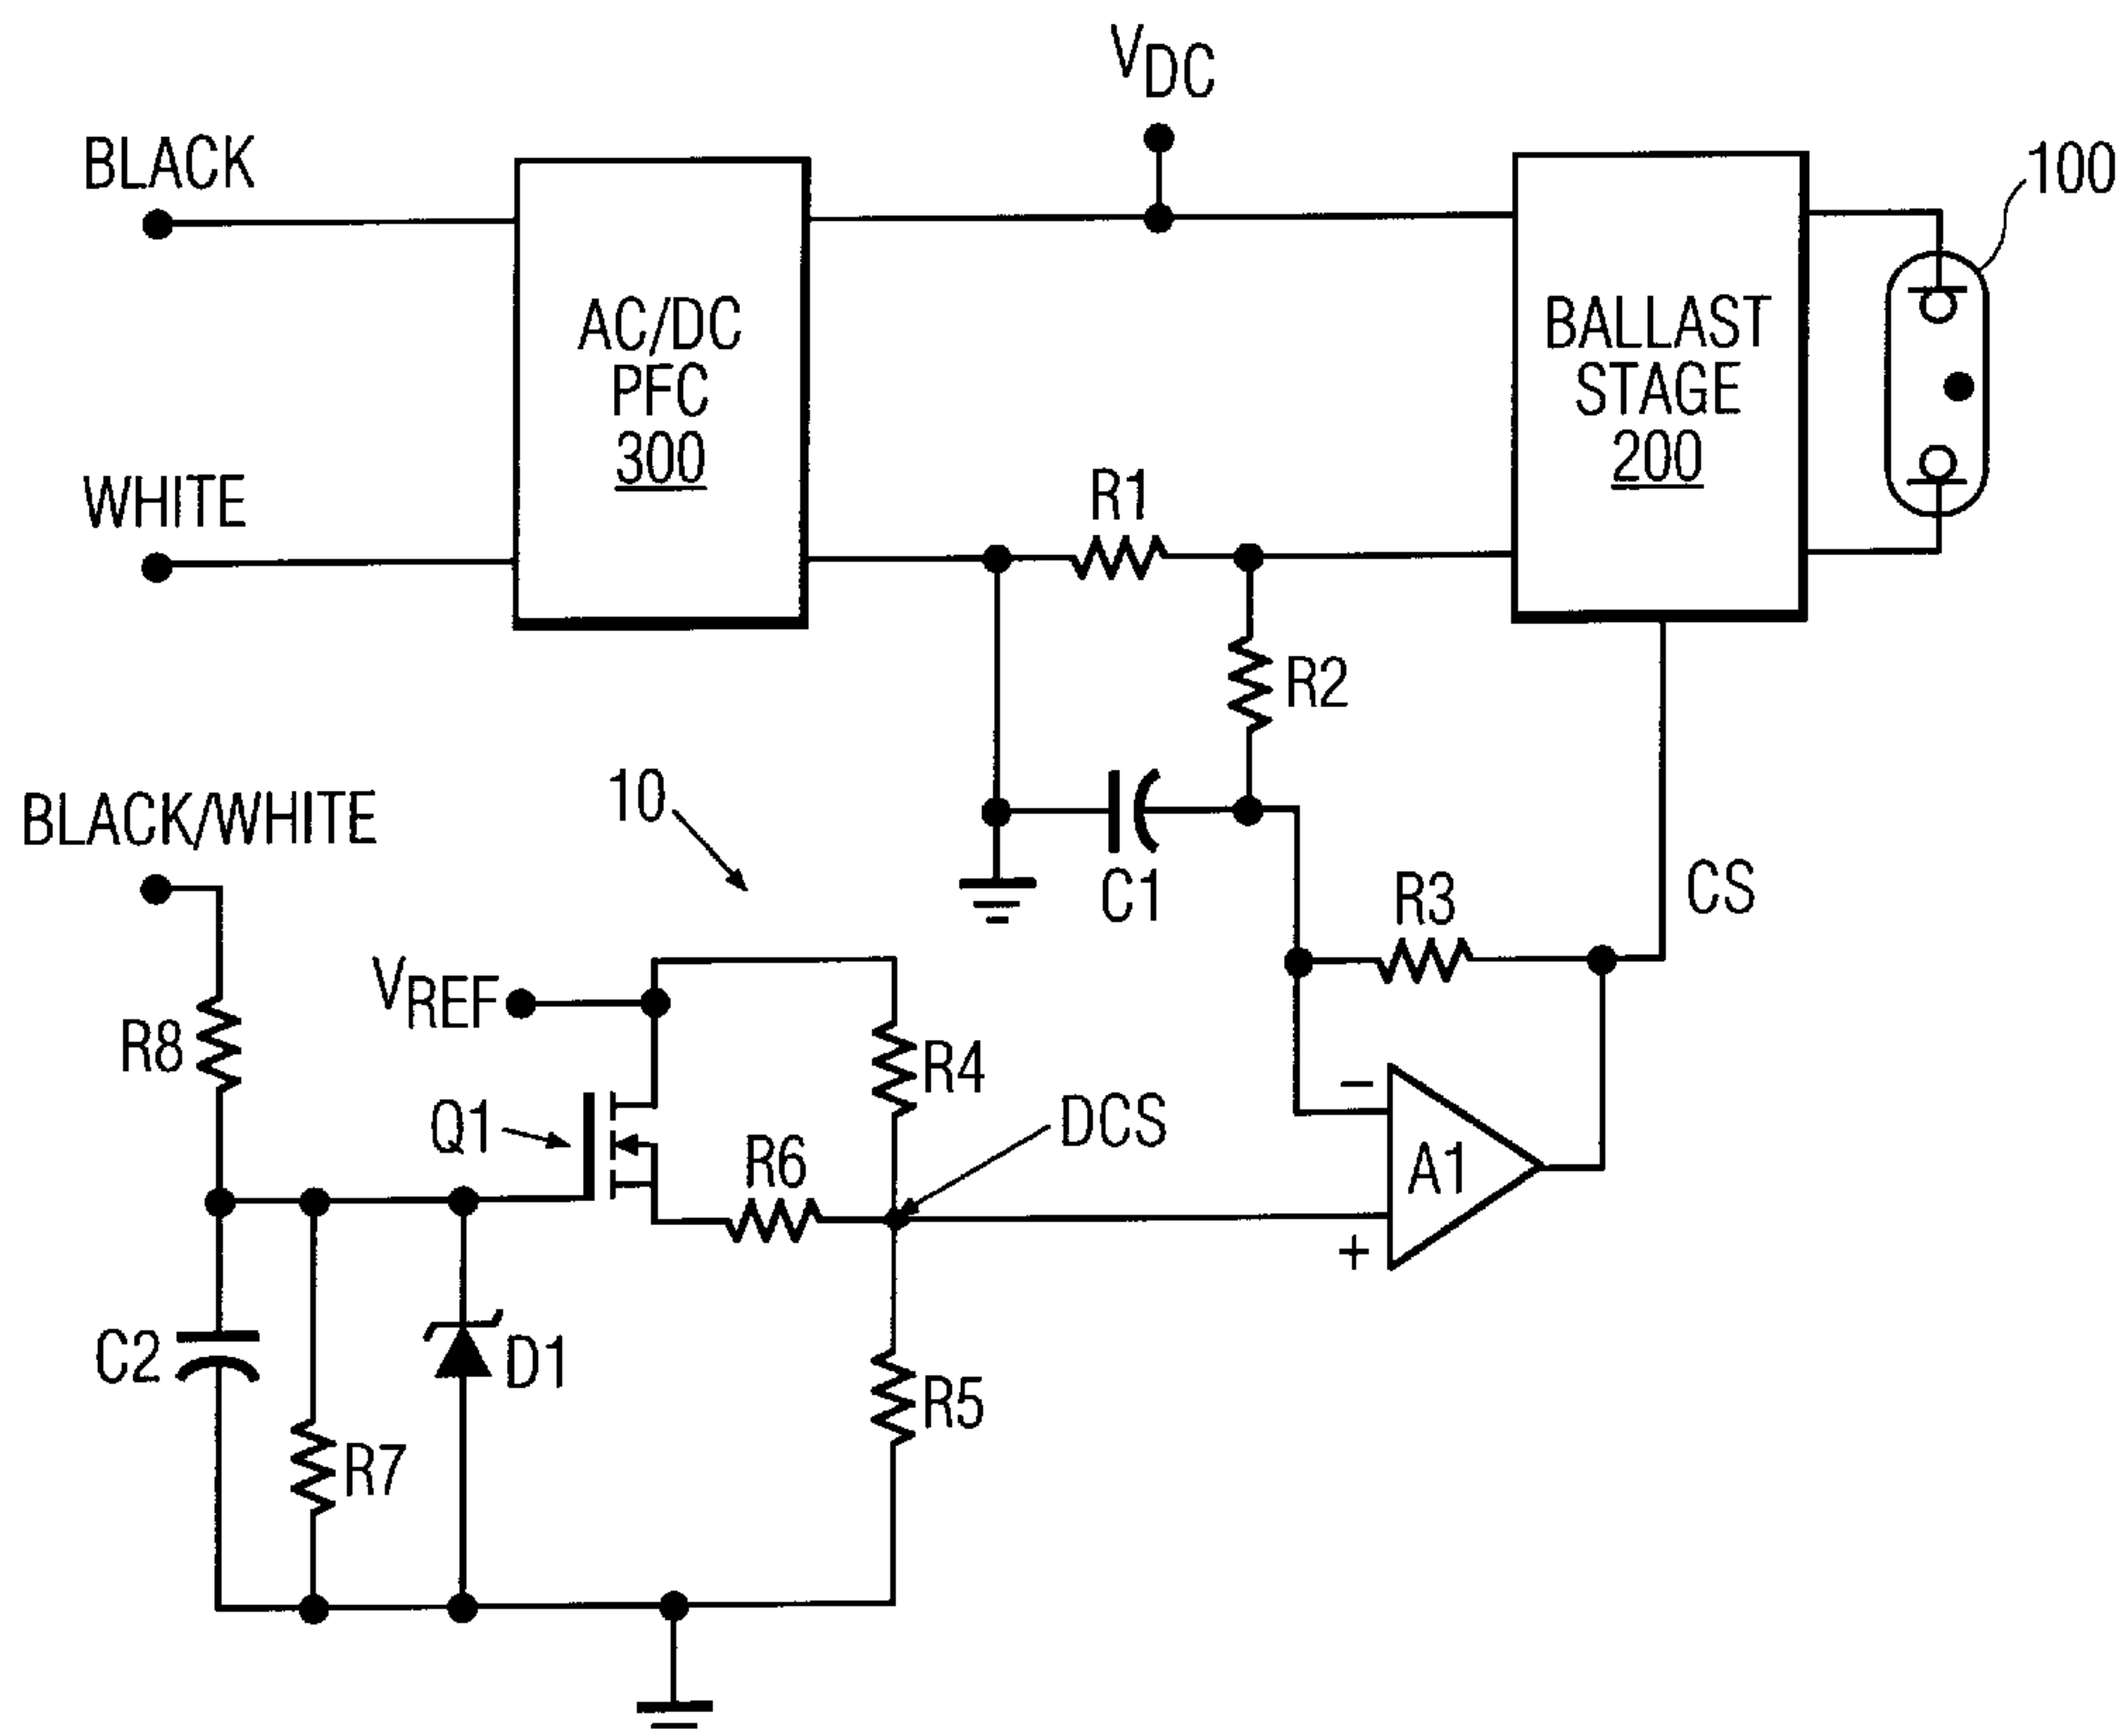 VDC
BLACK
100
AC/DC
PFC
300
BALLAST
STAGE
200
WHITE
R1
R2
10
BLACK/WHITE
C1
R3
CS
VREF
R8
R4
Q1
DCS
R6
−
A1
+
C2
D1
R5
R7